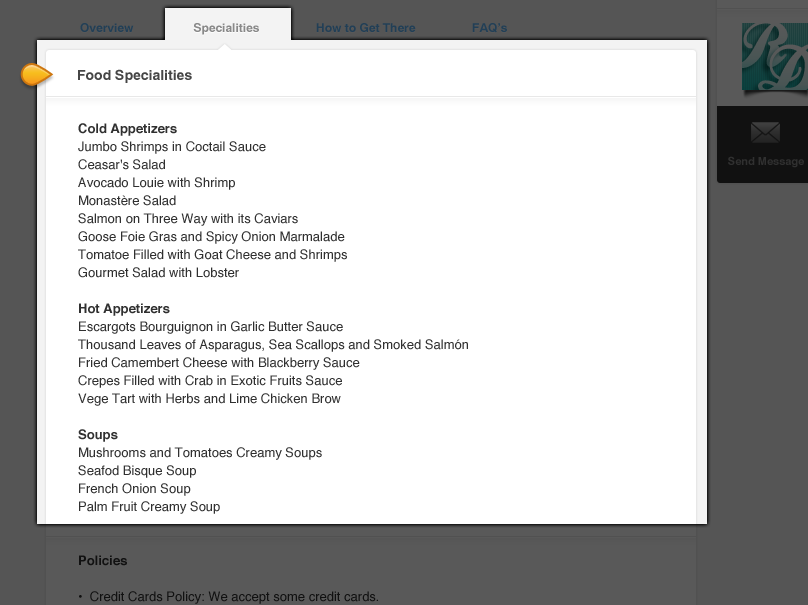 Overview Specialities How to Get There FAQ's
Food Specialities
Cold Appetizers
Jumbo Shrimps in Coctail Sauce
Ceasar's Salad
Avocado Louie with Shrimp
Monastère Salad
Salmon on Three Way with its Caviars
Goose Foie Gras and Spicy Onion Marmalade
Tomatoe Filled with Goat Cheese and Shrimps
Gourmet Salad with Lobster
Hot Appetizers
Escargots Bourguignon in Garlic Butter Sauce
Thousand Leaves of Asparagus, Sea Scallops and Smoked Salmón
Fried Camembert Cheese with Blackberry Sauce
Crepes Filled with Crab in Exotic Fruits Sauce
Vege Tart with Herbs and Lime Chicken Brow
Soups
Mushrooms and Tomatoes Creamy Soups
Seafod Bisque Soup
French Onion Soup
Palm Fruit Creamy Soup
Policies
• Credit Cards Policy: We accept some credit cards.
RD
Send Message